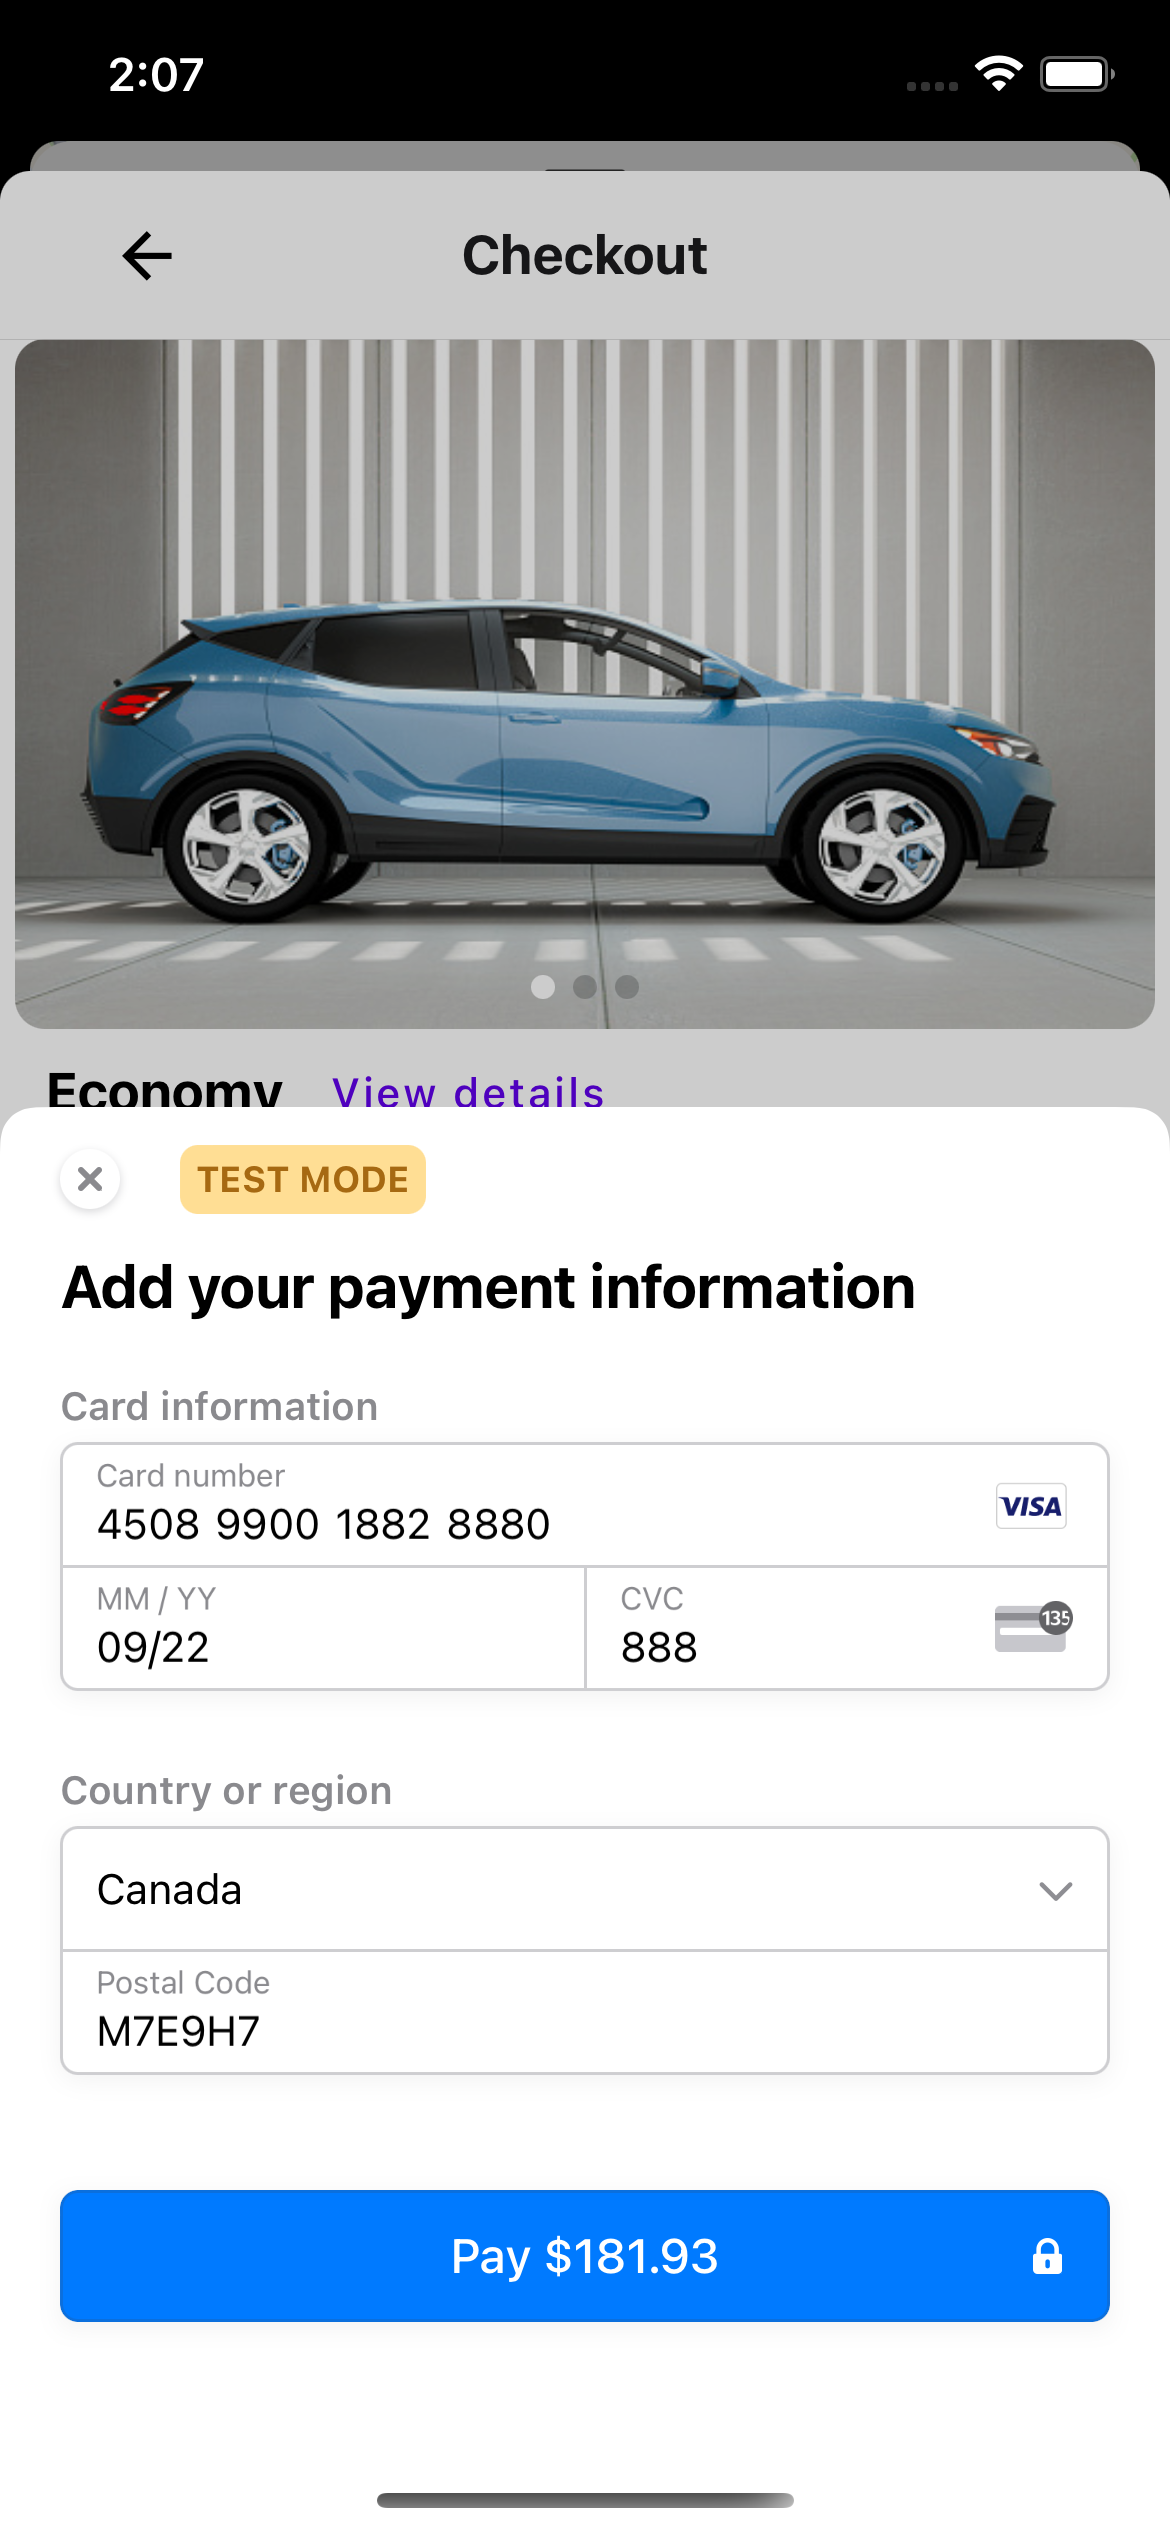 2:07
Checkout
Economy View details
TEST MODE
Add your payment information
Card information
Card number
4508 9900 1882 8880
VISA
MM / YY
09/22
CVC
888
135
Country or region
Canada
Postal Code
M7E9H7
Pay $181.93